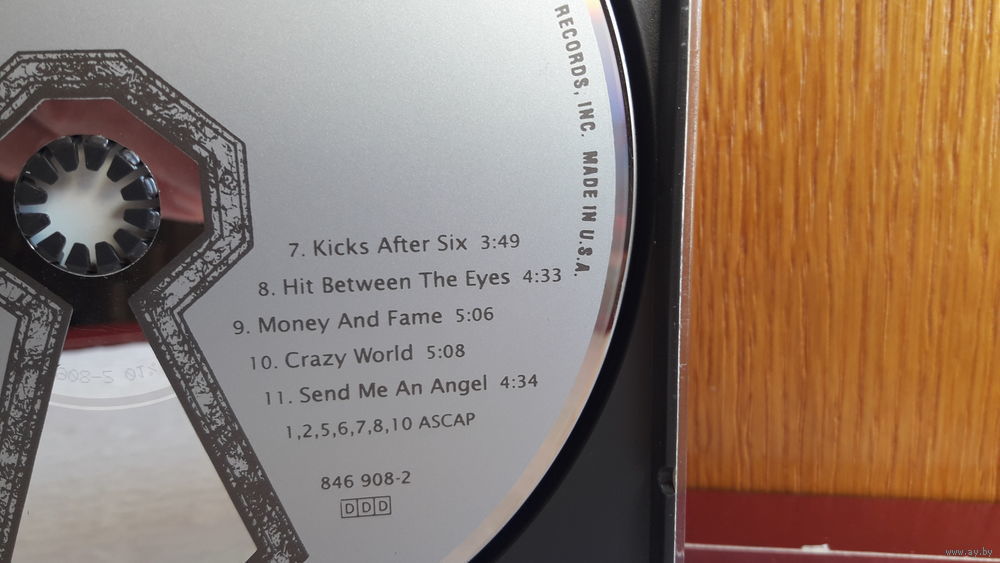 RECORDS, INC. MADE IN U.S.A.
7. Kicks After Six 3:49
8. Hit Between The Eyes 4:33
9. Money And Fame 5:06
10. Crazy World 5:08
11. Send Me An Angel 4:34
1,2,5,6,7,8,10 ASCAP
846 908-2
DDD
www.ay.by